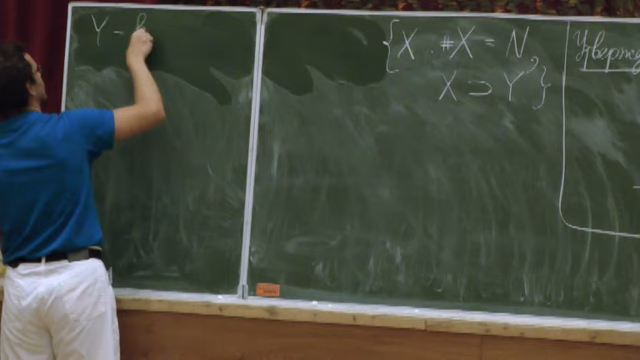 Y –
{X : #X = N,
X ⊃ Y}
Утвержд